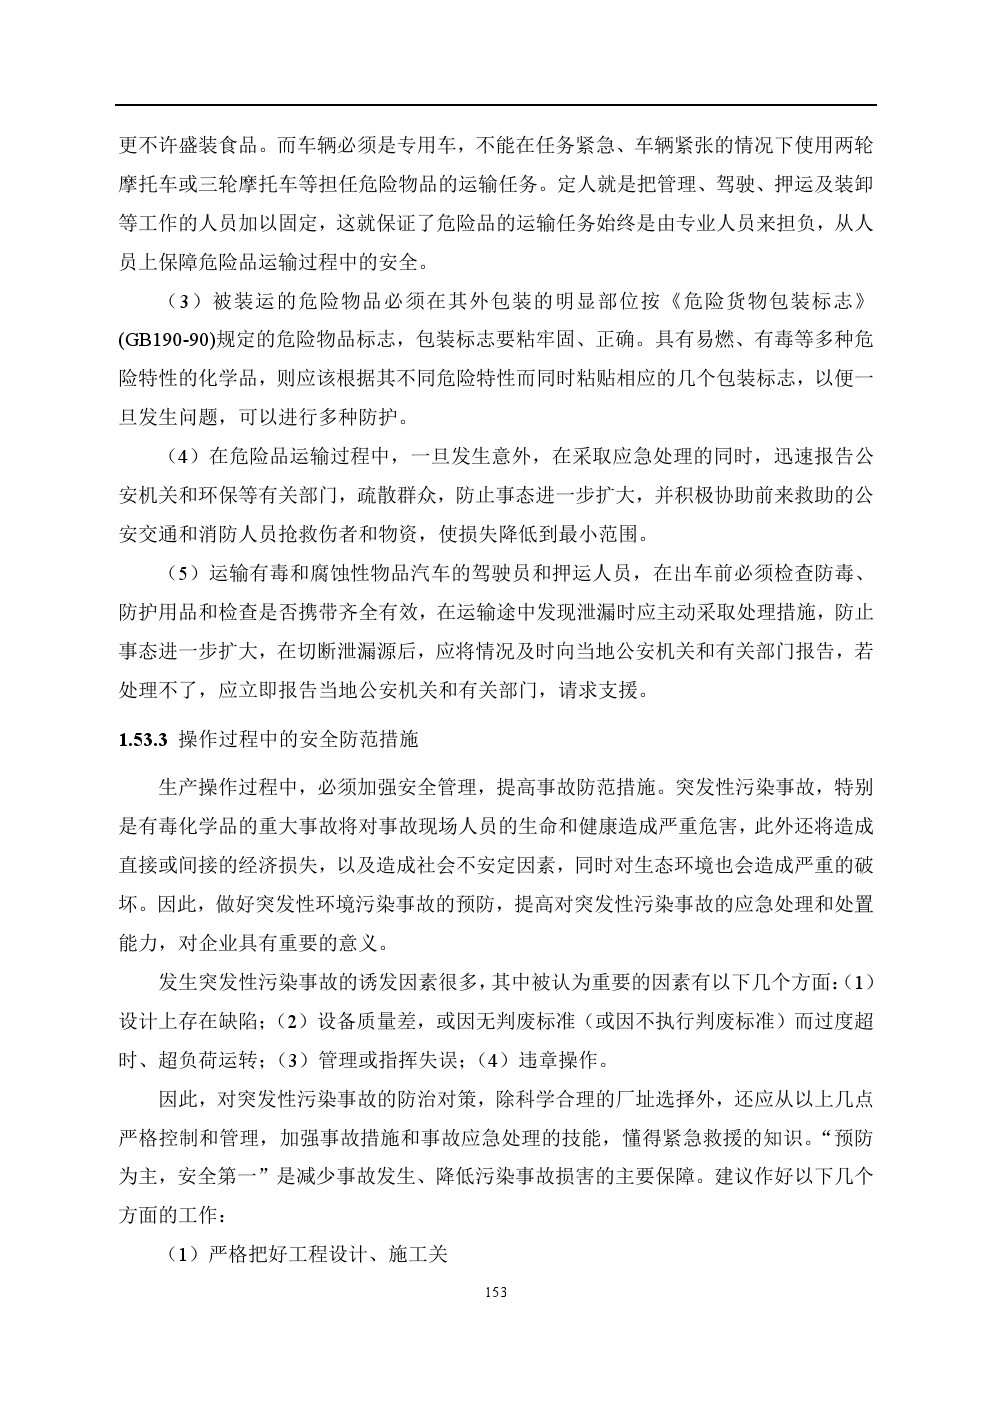 更不许盛装食品。而车辆必须是专用车，不能在任务紧急、车辆紧张的情况下使用两轮
摩托车或三轮摩托车等担任危险物品的运输任务。定人就是把管理、驾驶、押运及装卸
等工作的人员加以固定，这就保证了危险品的运输任务始终是由专业人员来担负，从人
员上保障危险品运输过程中的安全。
（3）被装运的危险物品必须在其外包装的明显部位按《危险货物包装标志》
(GB190-90)规定的危险物品标志，包装标志要粘牢固、正确。具有易燃、有毒等多种危
险特性的化学品，则应该根据其不同危险特性而同时粘贴相应的几个包装标志，以便一
旦发生问题，可以进行多种防护。
（4）在危险品运输过程中，一旦发生意外，在采取应急处理的同时，迅速报告公
安机关和环保等有关部门，疏散群众，防止事态进一步扩大，并积极协助前来救助的公
安交通和消防人员抢救伤者和物资，使损失降低到最小范围。
（5）运输有毒和腐蚀性物品汽车的驾驶员和押运人员，在出车前必须检查防毒、
防护用品和检查是否携带齐全有效，在运输途中发现泄漏时应主动采取处理措施，防止
事态进一步扩大，在切断泄漏源后，应将情况及时向当地公安机关和有关部门报告，若
处理不了，应立即报告当地公安机关和有关部门，请求支援。
1.53.3 操作过程中的安全防范措施
生产操作过程中，必须加强安全管理，提高事故防范措施。突发性污染事故，特别
是有毒化学品的重大事故将对事故现场人员的生命和健康造成严重危害，此外还将造成
直接或间接的经济损失，以及造成社会不安定因素，同时对生态环境也会造成严重的破
坏。因此，做好突发性环境污染事故的预防，提高对突发性污染事故的应急处理和处置
能力，对企业具有重要的意义。
发生突发性污染事故的诱发因素很多，其中被认为重要的因素有以下几个方面：（1）
设计上存在缺陷；（2）设备质量差，或因无判废标准（或因不执行判废标准）而过度超
时、超负荷运转；（3）管理或指挥失误；（4）违章操作。
因此，对突发性污染事故的防治对策，除科学合理的厂址选择外，还应从以上几点
严格控制和管理，加强事故措施和事故应急处理的技能，懂得紧急救援的知识。“预防
为主，安全第一”是减少事故发生、降低污染事故损害的主要保障。建议作好以下几个
方面的工作：
（1）严格把好工程设计、施工关
153